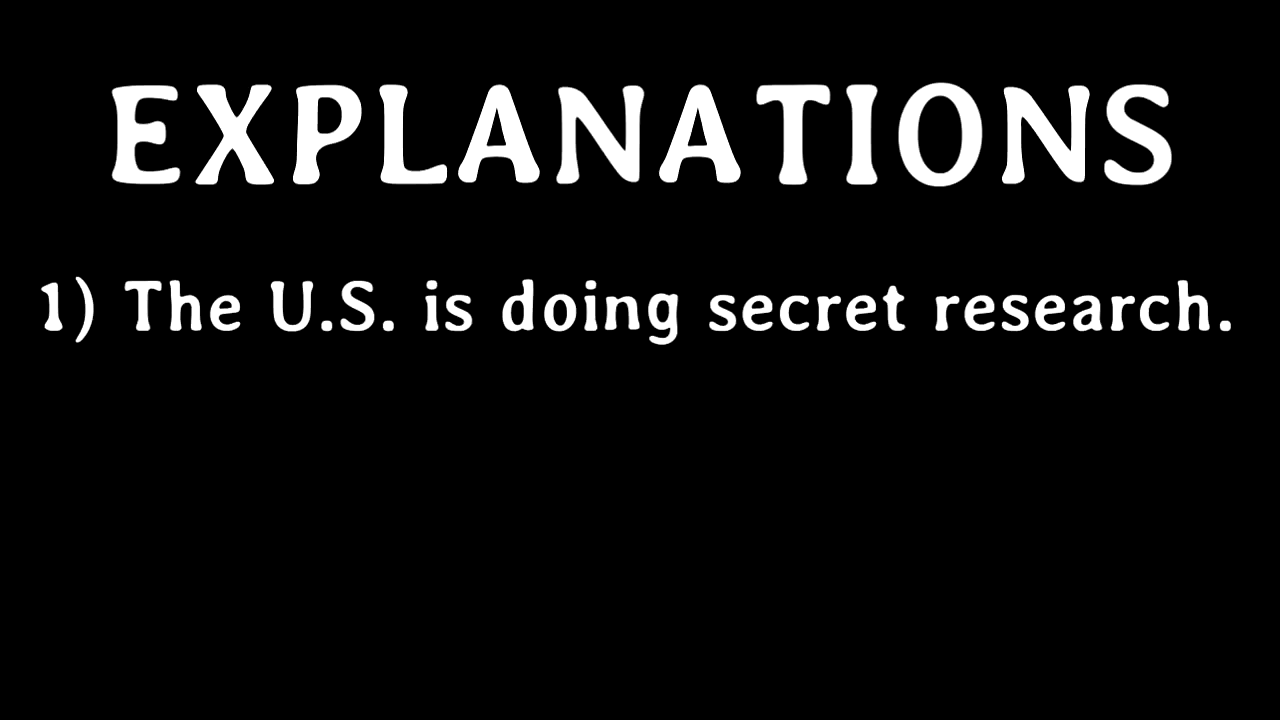 EXPLANATIONS
1) The U.S. is doing secret research.